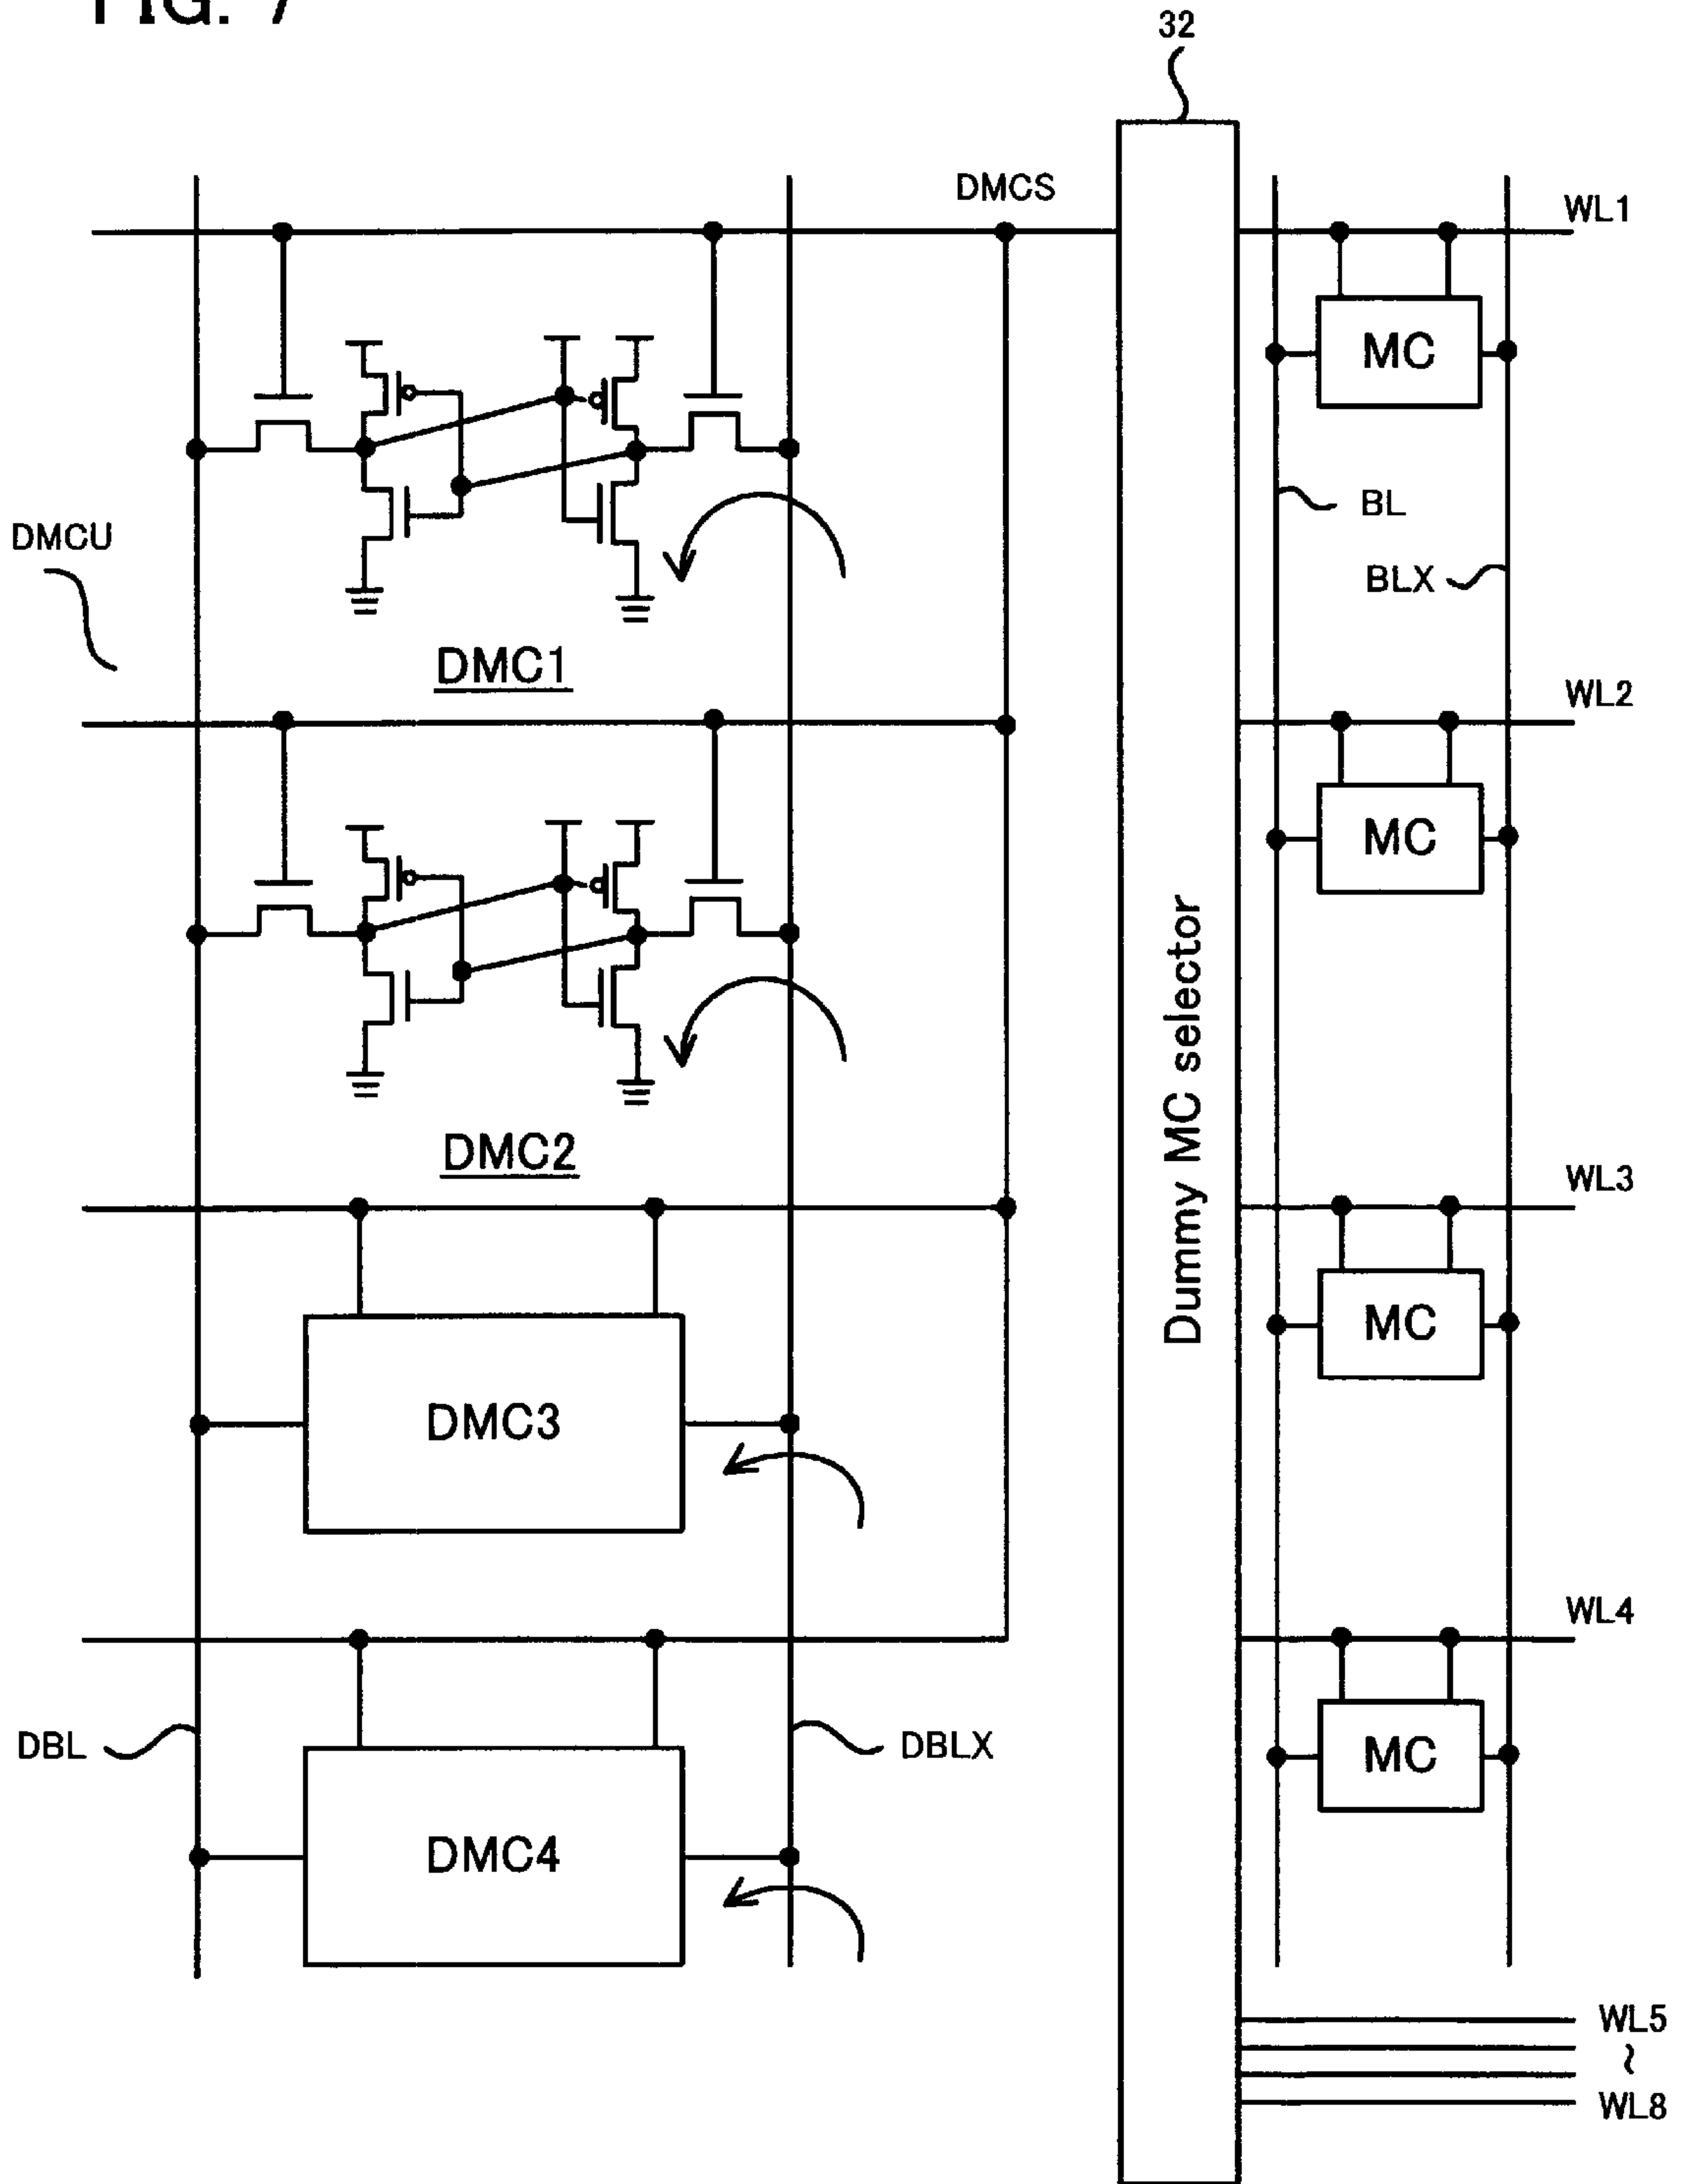 FIG. 7
32
DMCS
WL1
MC
BL
DMCU
BLX
DMC1
WL2
MC
Dummy MC selector
DMC2
WL3
MC
DMC3
WL4
DBL
DBLX
MC
DMC4
WL5
~
WL8